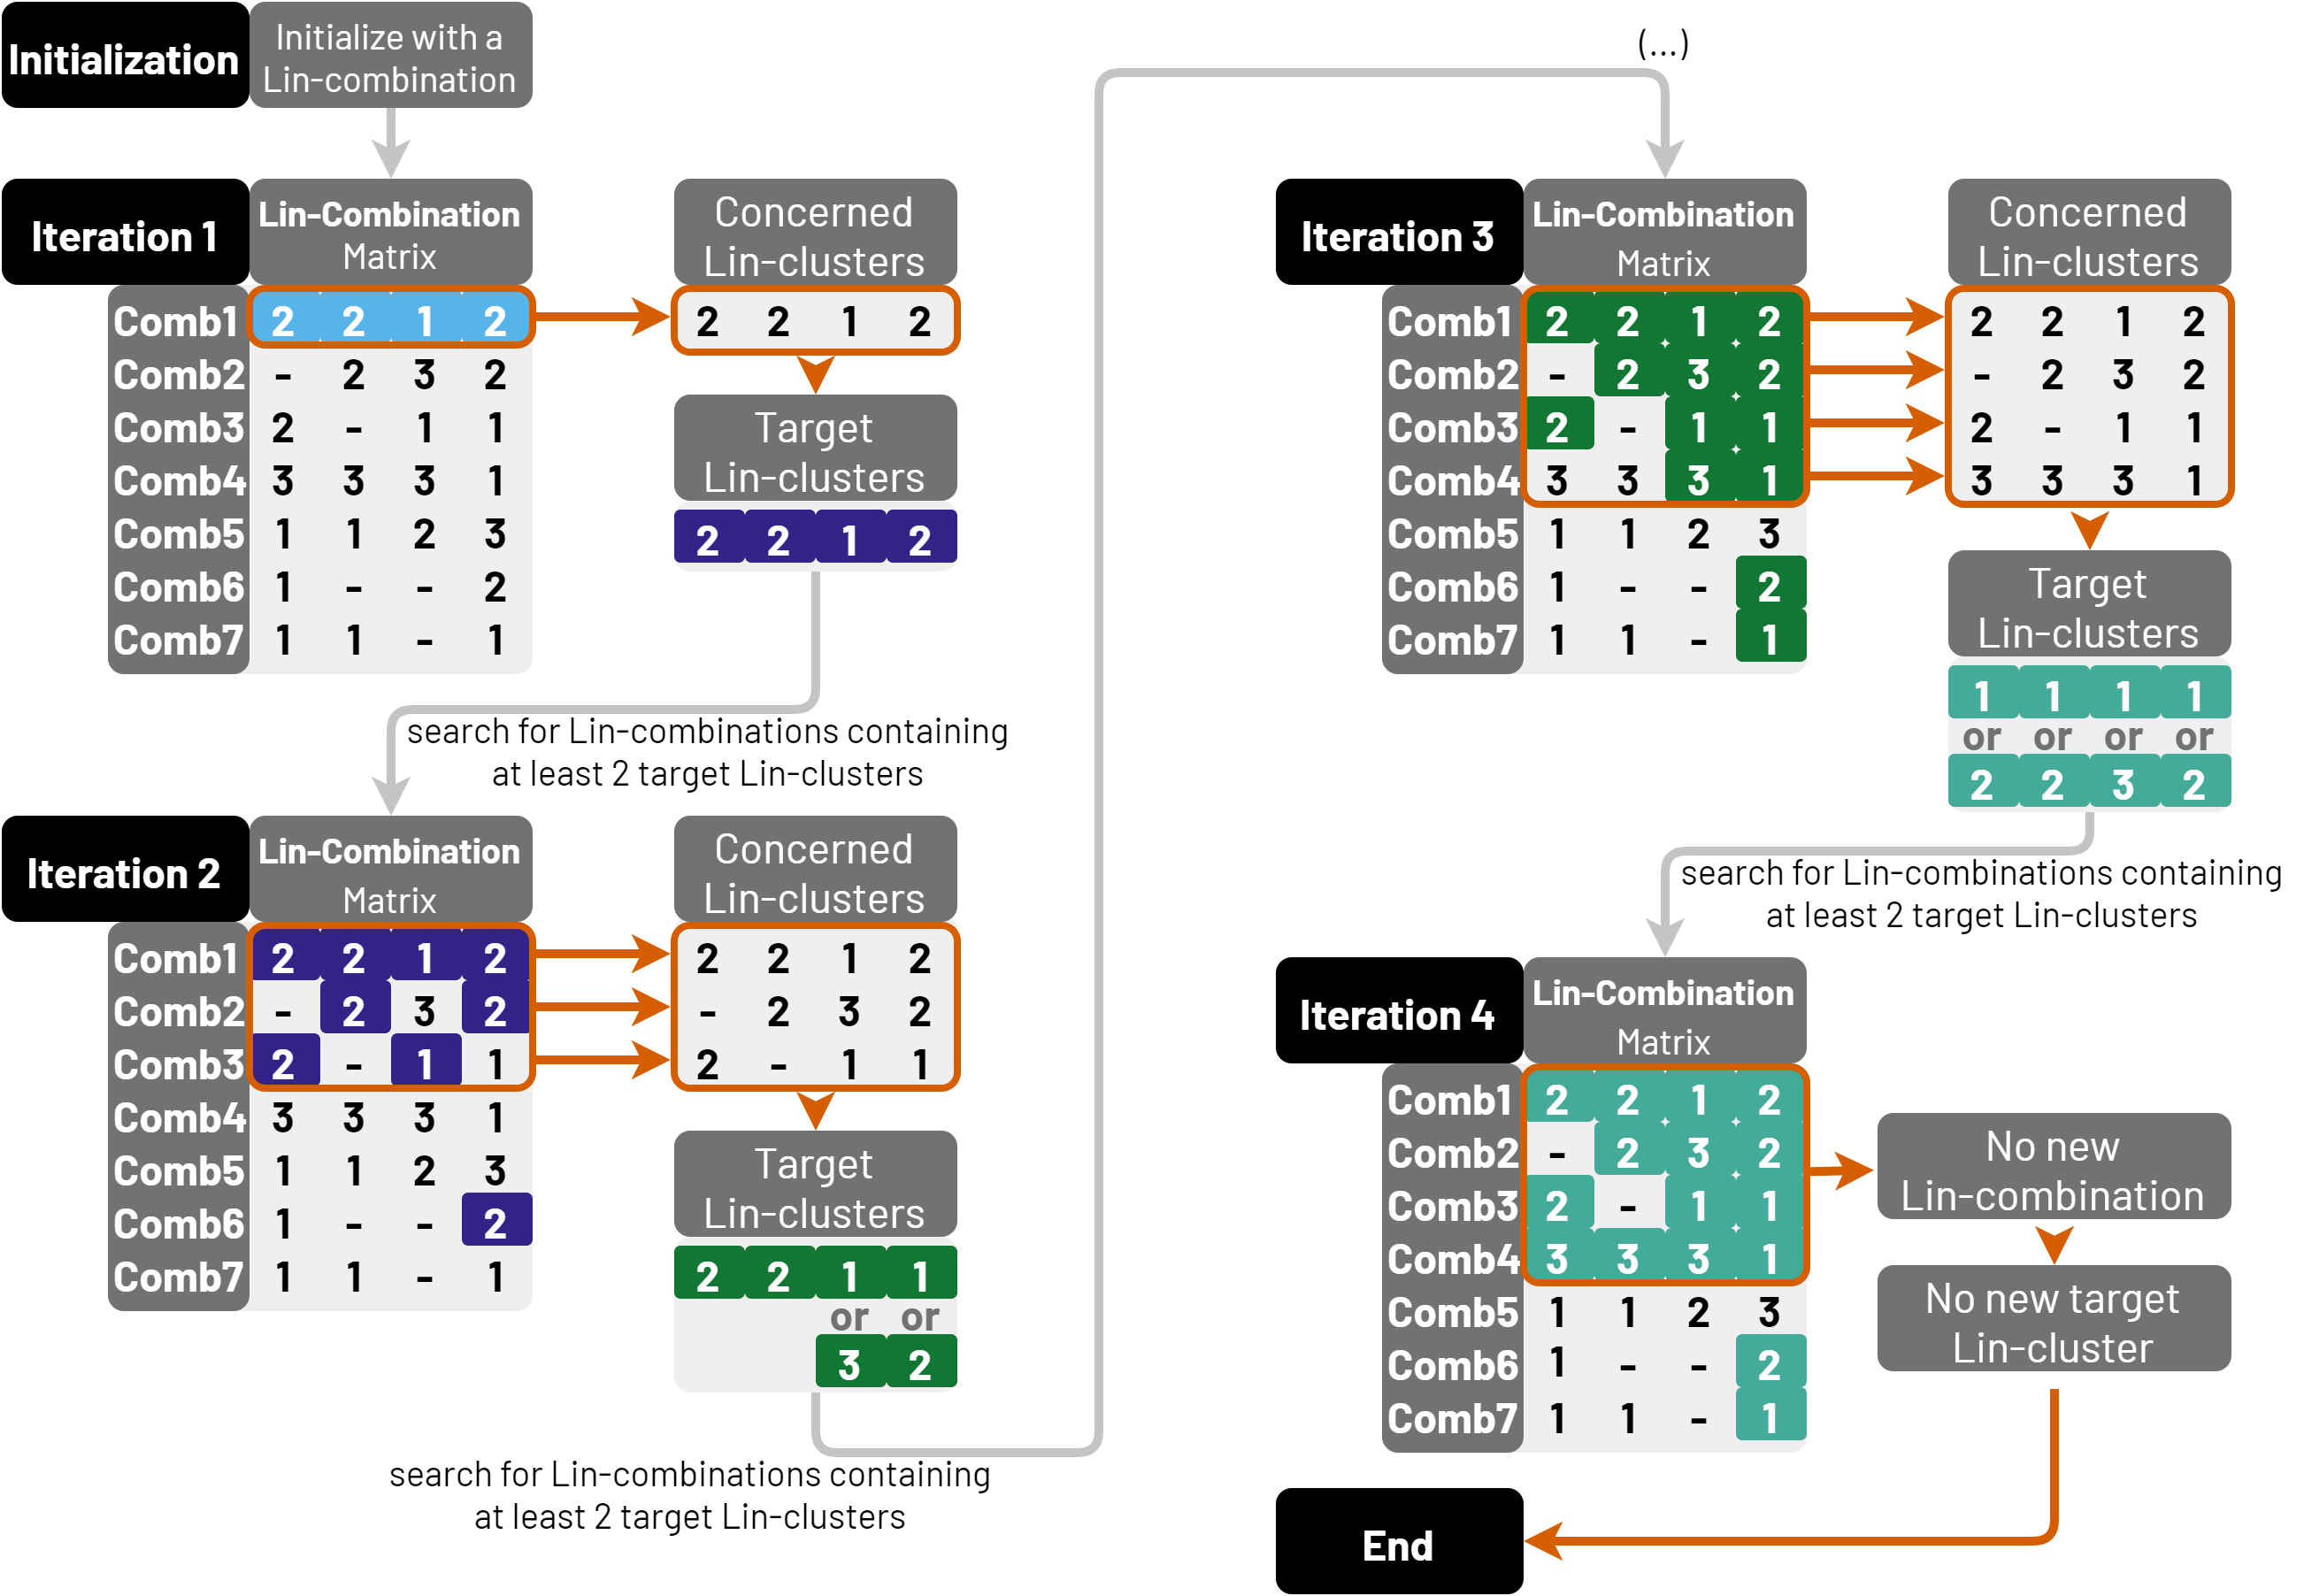 Initialization
Initialize with a
Lin-combination
Iteration 1
Lin-Combination
Matrix
Comb1 2 2 1 2
Comb2 - 2 3 2
Comb3 2 - 1 1
Comb4 3 3 3 1
Comb5 1 1 2 3
Comb6 1 - - 2
Comb7 1 1 - 1
Concerned
Lin-clusters
2 2 1 2
Target
Lin-clusters
2 2 1 2
search for Lin-combinations containing
at least 2 target Lin-clusters
Iteration 2
Lin-Combination
Matrix
Comb1 2 2 1 2
Comb2 - 2 3 2
Comb3 2 - 1 1
Comb4 3 3 3 1
Comb5 1 1 2 3
Comb6 1 - - 2
Comb7 1 1 - 1
Concerned
Lin-clusters
2 2 1 2
- 2 3 2
2 - 1 1
Target
Lin-clusters
2 2 1 1
or or
3 2
search for Lin-combinations containing
at least 2 target Lin-clusters
(...)
Iteration 3
Lin-Combination
Matrix
Comb1 2 2 1 2
Comb2 - 2 3 2
Comb3 2 - 1 1
Comb4 3 3 3 1
Comb5 1 1 2 3
Comb6 1 - - 2
Comb7 1 1 - 1
Concerned
Lin-clusters
2 2 1 2
- 2 3 2
2 - 1 1
3 3 3 1
Target
Lin-clusters
1 1 1 1
or or or or
2 2 3 2
search for Lin-combinations containing
at least 2 target Lin-clusters
Iteration 4
Lin-Combination
Matrix
Comb1 2 2 1 2
Comb2 - 2 3 2
Comb3 2 - 1 1
Comb4 3 3 3 1
Comb5 1 1 2 3
Comb6 1 - - 2
Comb7 1 1 - 1
No new
Lin-combination
No new target
Lin-cluster
End